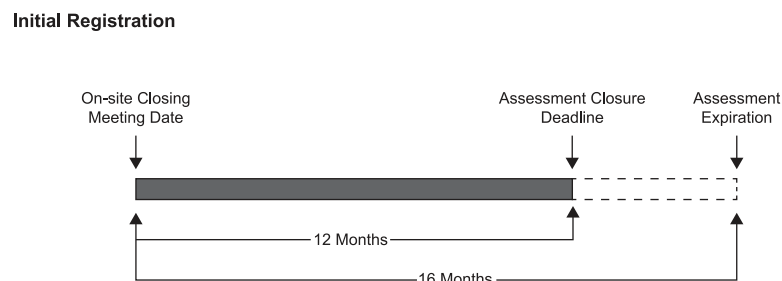 Initial Registration
On-site Closing
Meeting Date
Assessment Closure
Deadline
Assessment
Expiration
12 Months
16 Months